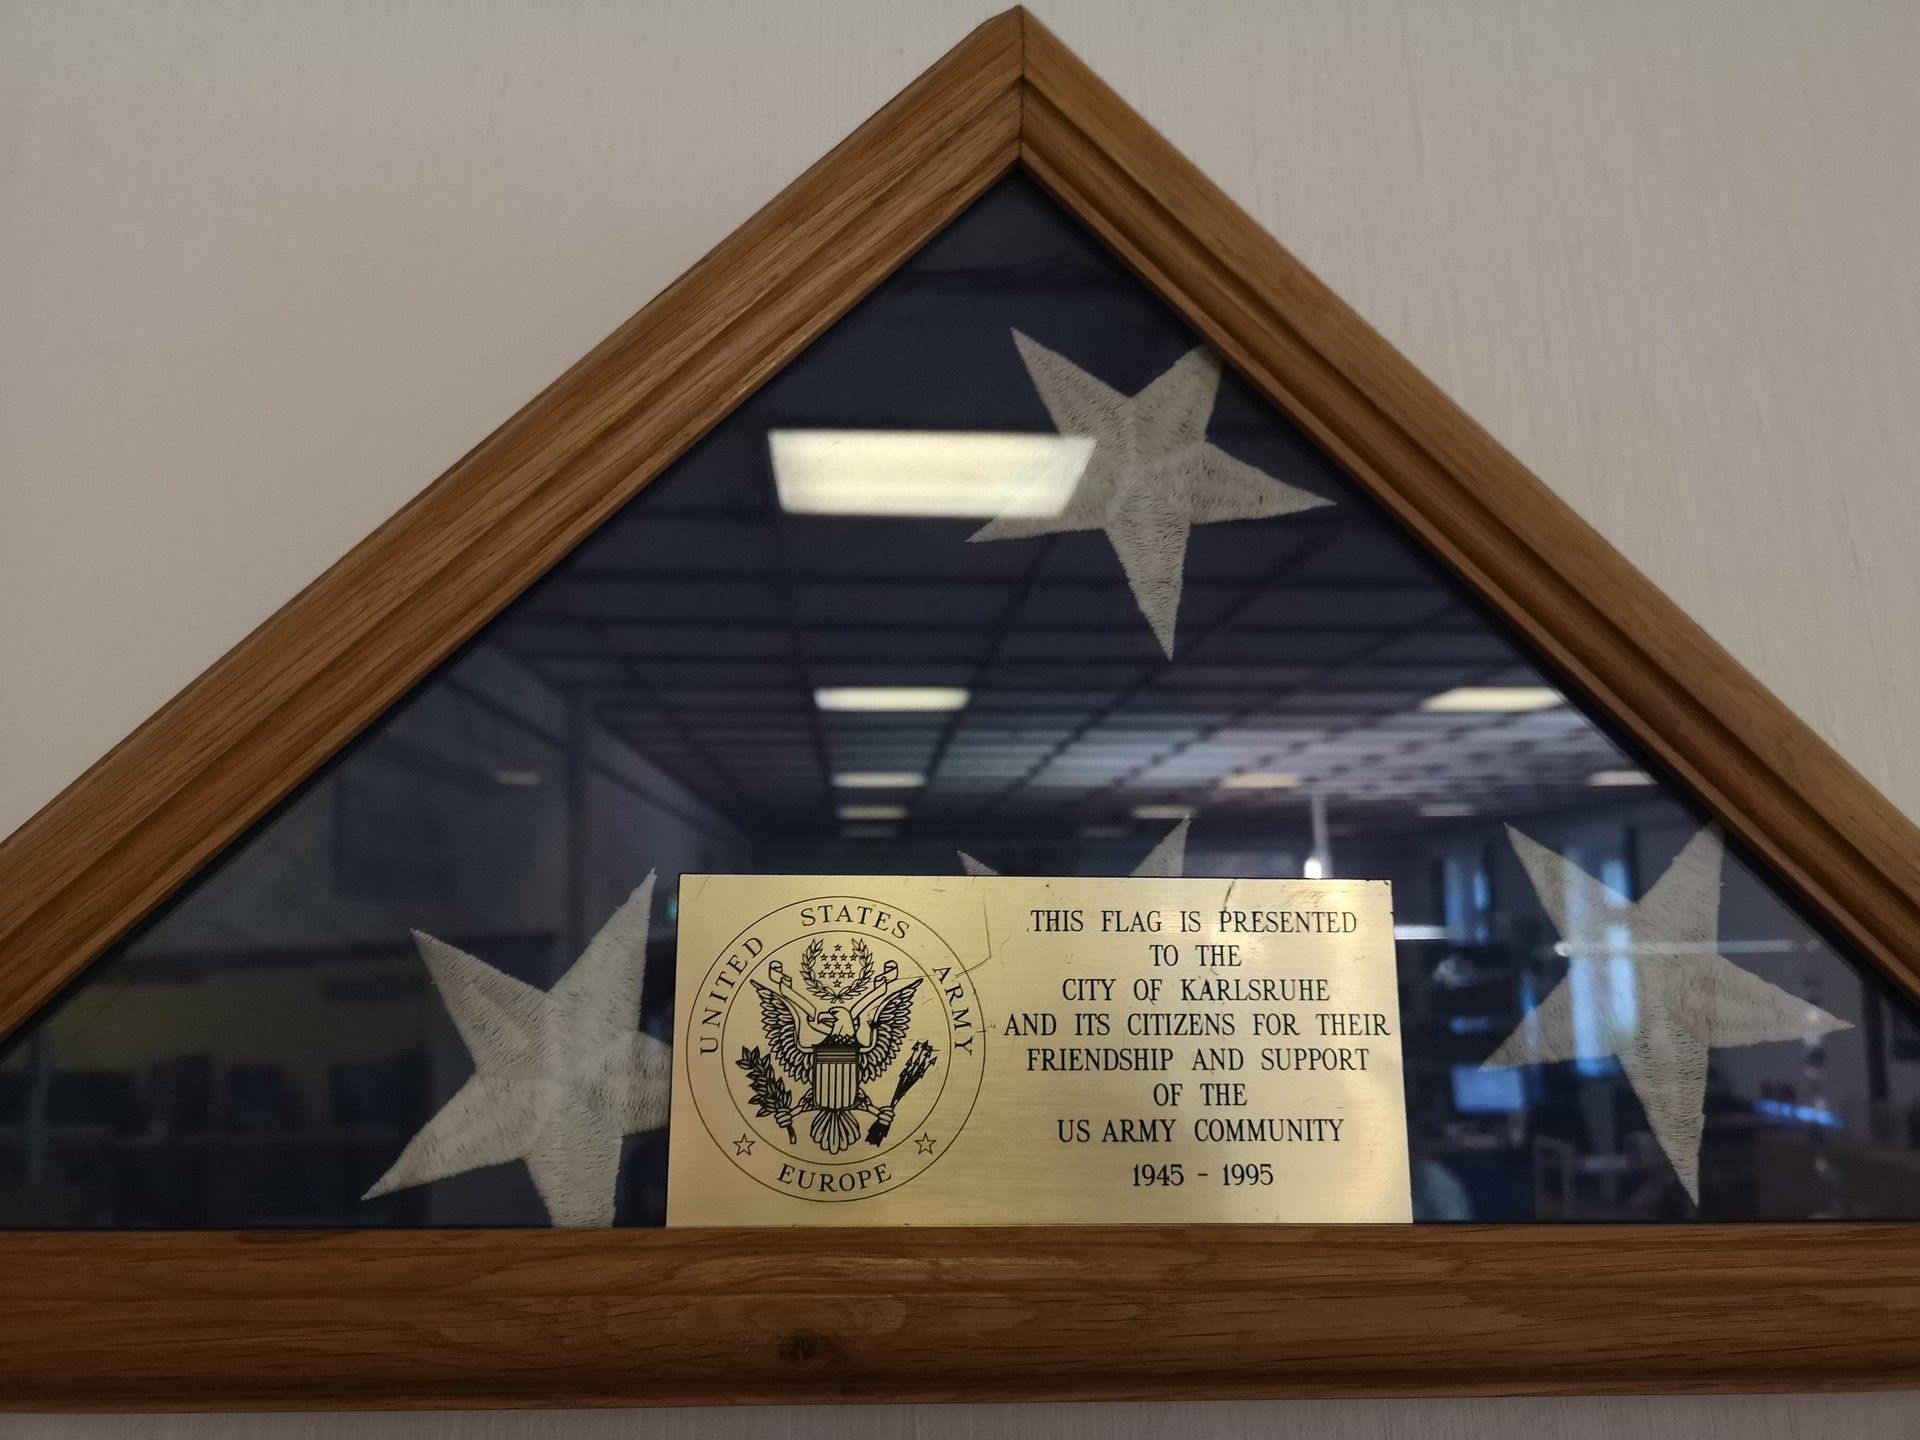 UNITED STATES ARMY
EUROPE
THIS FLAG IS PRESENTED
TO THE
CITY OF KARLSRUHE
AND ITS CITIZENS FOR THEIR
FRIENDSHIP AND SUPPORT
OF THE
US ARMY COMMUNITY
1945 - 1995